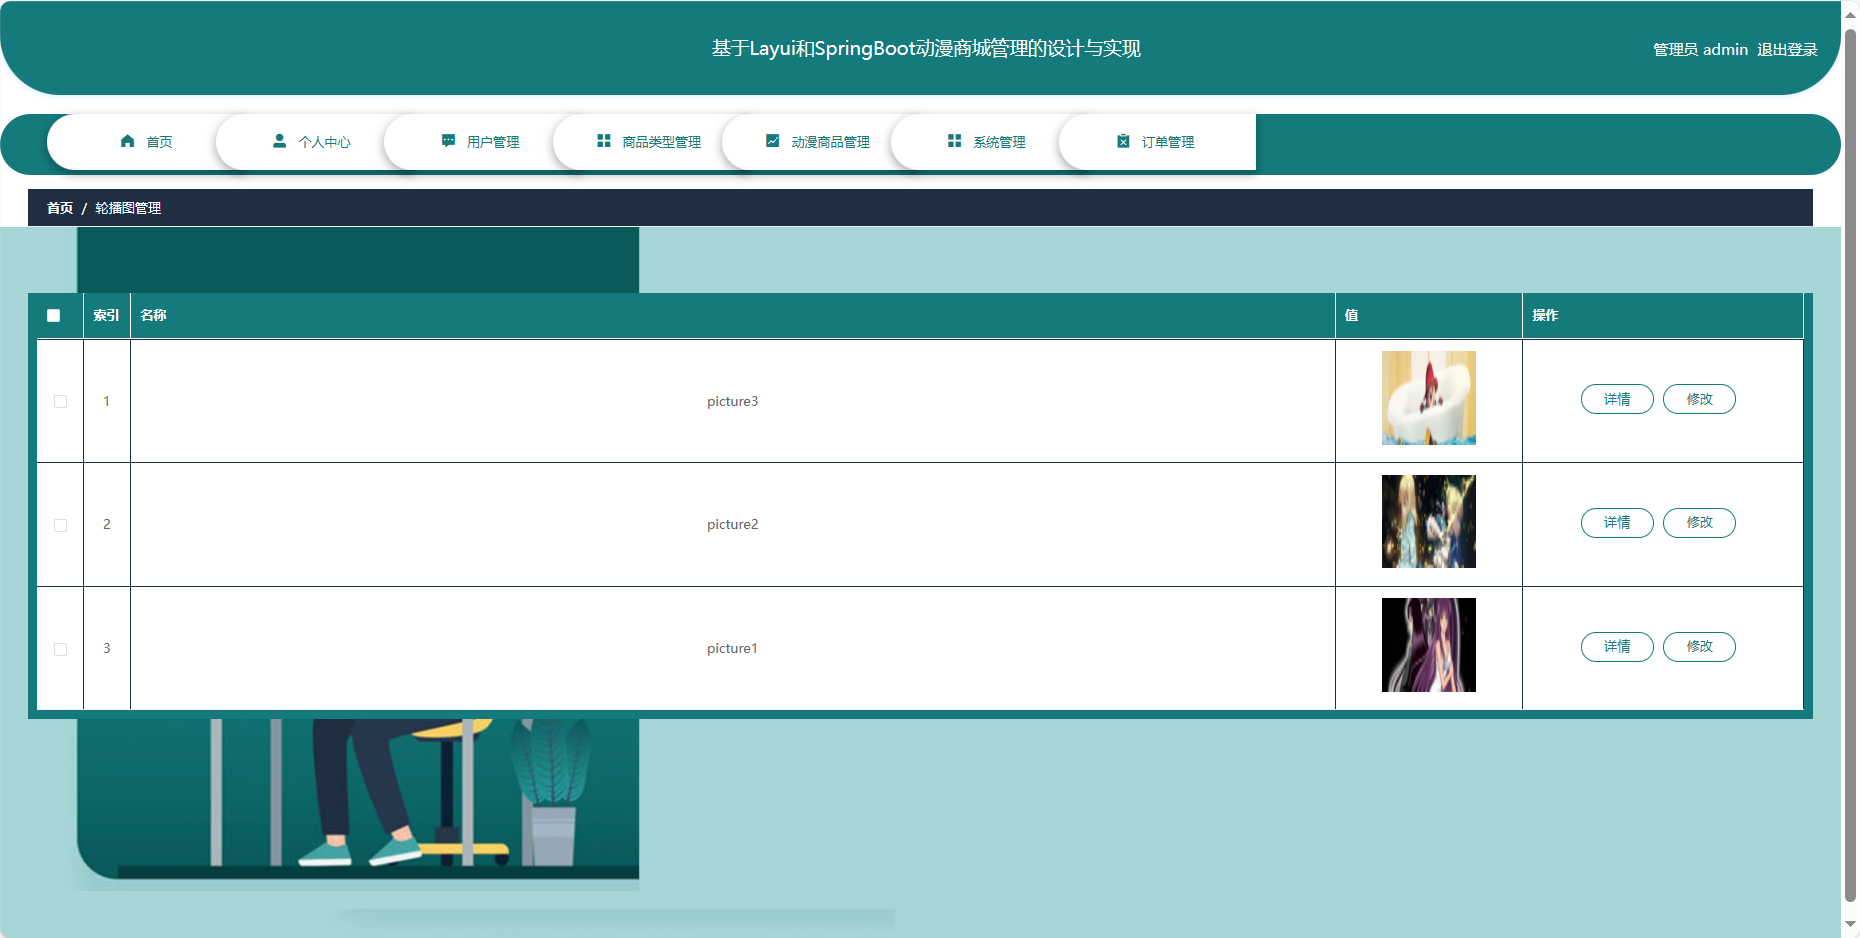 基于Layui和SpringBoot动漫商城管理的设计与实现
管理员 admin 退出登录
首页 个人中心 用户管理 商品类型管理 动漫商品管理 系统管理 订单管理
首页 / 轮播图管理
索引 名称 值 操作
1 picture3 详情 修改
2 picture2 详情 修改
3 picture1 详情 修改